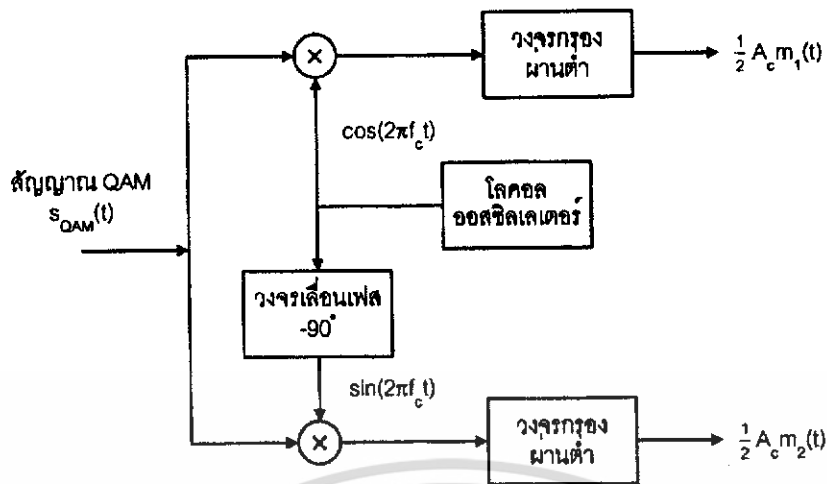 วงจรกรอง
ผ่านต่ำ
½ A_c m_1(t)
cos(2πf_c t)
สัญญาณ QAM
s_QAM(t)
โลคอล
ออสซิลเลเตอร์
วงจรเลื่อนเฟส
-90°
sin(2πf_c t)
วงจรกรอง
ผ่านต่ำ
½ A_c m_2(t)